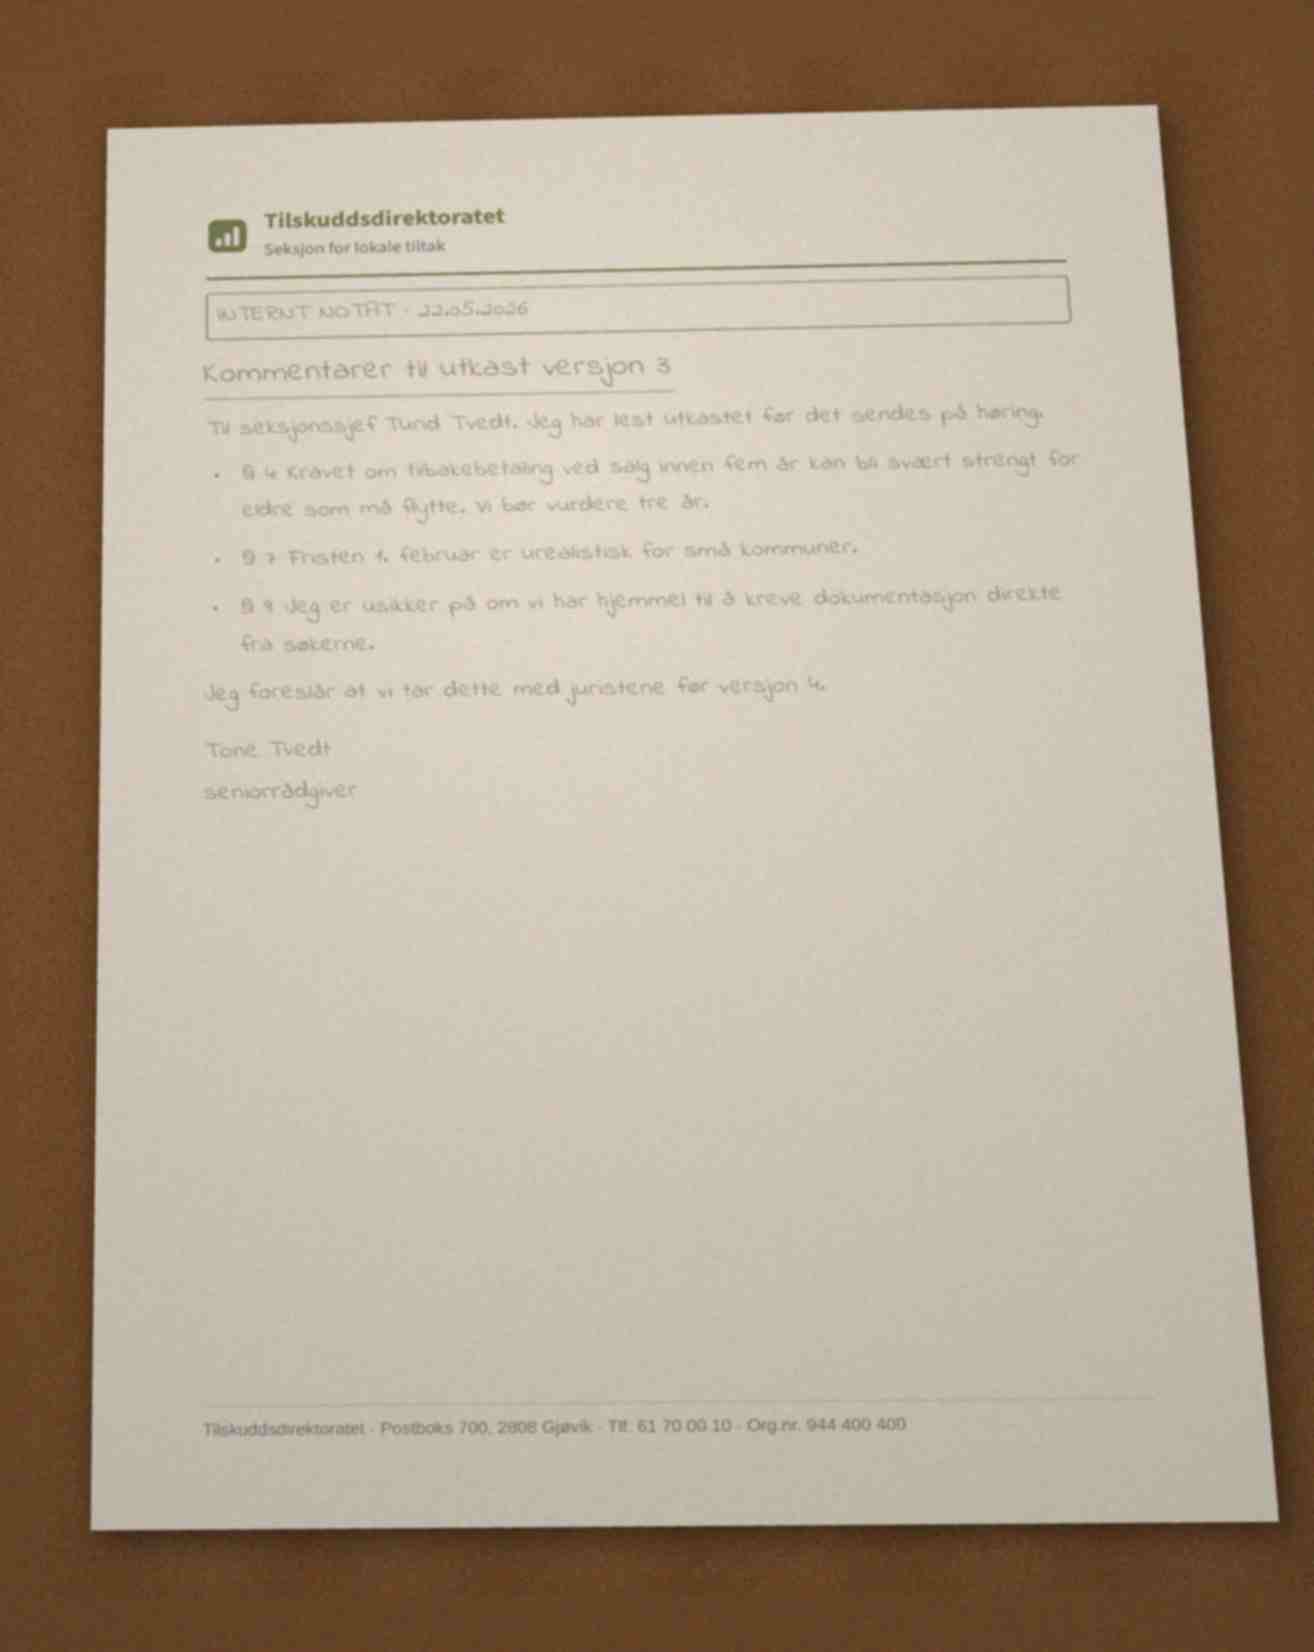 Tilskuddsdirektoratet
Seksjon for lokale tiltak
INTERNT NOTAT · 22.05.2026
Kommentarer til utkast versjon 3
Til seksjonssjef Turid Tvedt. Jeg har lest utkastet før det sendes på høring.
• § 4 Kravet om tilbakebetaling ved salg innen fem år kan bli svært strengt for
eldre som må flytte. Vi bør vurdere tre år.
• § 7 Fristen 1. februar er urealistisk for små kommuner.
• § 9 Jeg er usikker på om vi har hjemmel til å kreve dokumentasjon direkte
fra søkerne.
Jeg foreslår at vi tar dette med juristene før versjon 4.
Tone Tvedt
seniorrådgiver
Tilskuddsdirektoratet · Postboks 700, 2808 Gjøvik · Tlf. 61 70 00 10 · Org.nr. 944 400 400